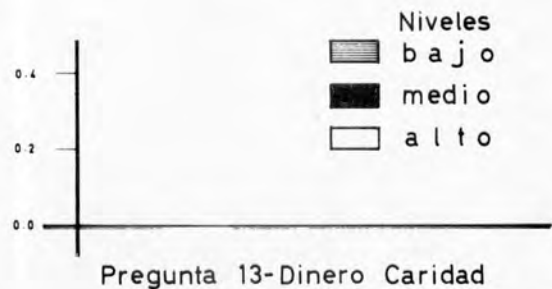 Niveles
bajo
medio
alto
0.4
0.2
0.0
Pregunta 13-Dinero Caridad